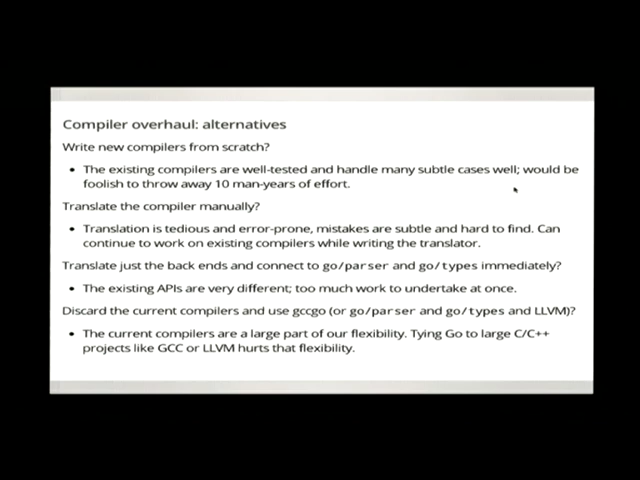 Compiler overhaul: alternatives
Write new compilers from scratch?
• The existing compilers are well-tested and handle many subtle cases well; would be
foolish to throw away 10 man-years of effort.
Translate the compiler manually?
• Translation is tedious and error-prone, mistakes are subtle and hard to find. Can
continue to work on existing compilers while writing the translator.
Translate just the back ends and connect to go/parser and go/types immediately?
• The existing APIs are very different; too much work to undertake at once.
Discard the current compilers and use gccgo (or go/parser and go/types and LLVM)?
• The current compilers are a large part of our flexibility. Tying Go to large C/C++
projects like GCC or LLVM hurts that flexibility.